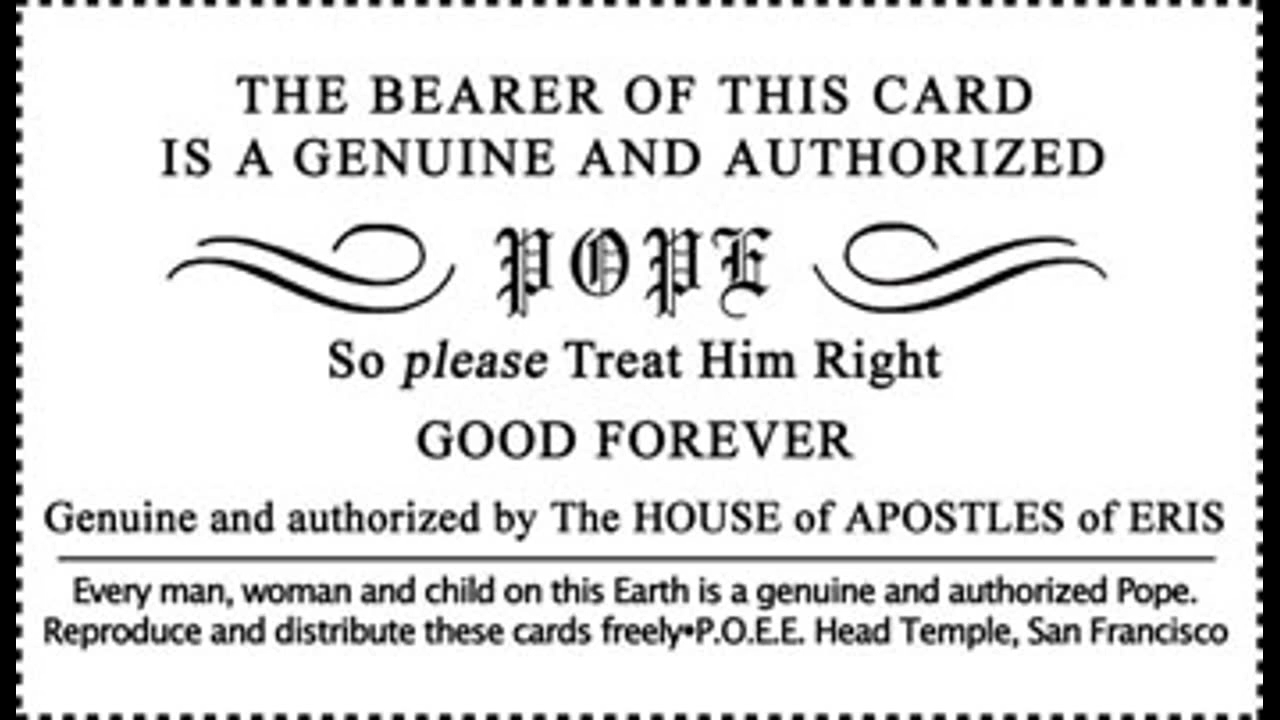 THE BEARER OF THIS CARD
IS A GENUINE AND AUTHORIZED
POPE
So please Treat Him Right
GOOD FOREVER
Genuine and authorized by The HOUSE of APOSTLES of ERIS
Every man, woman and child on this Earth is a genuine and authorized Pope.
Reproduce and distribute these cards freely•P.O.E.E. Head Temple, San Francisco